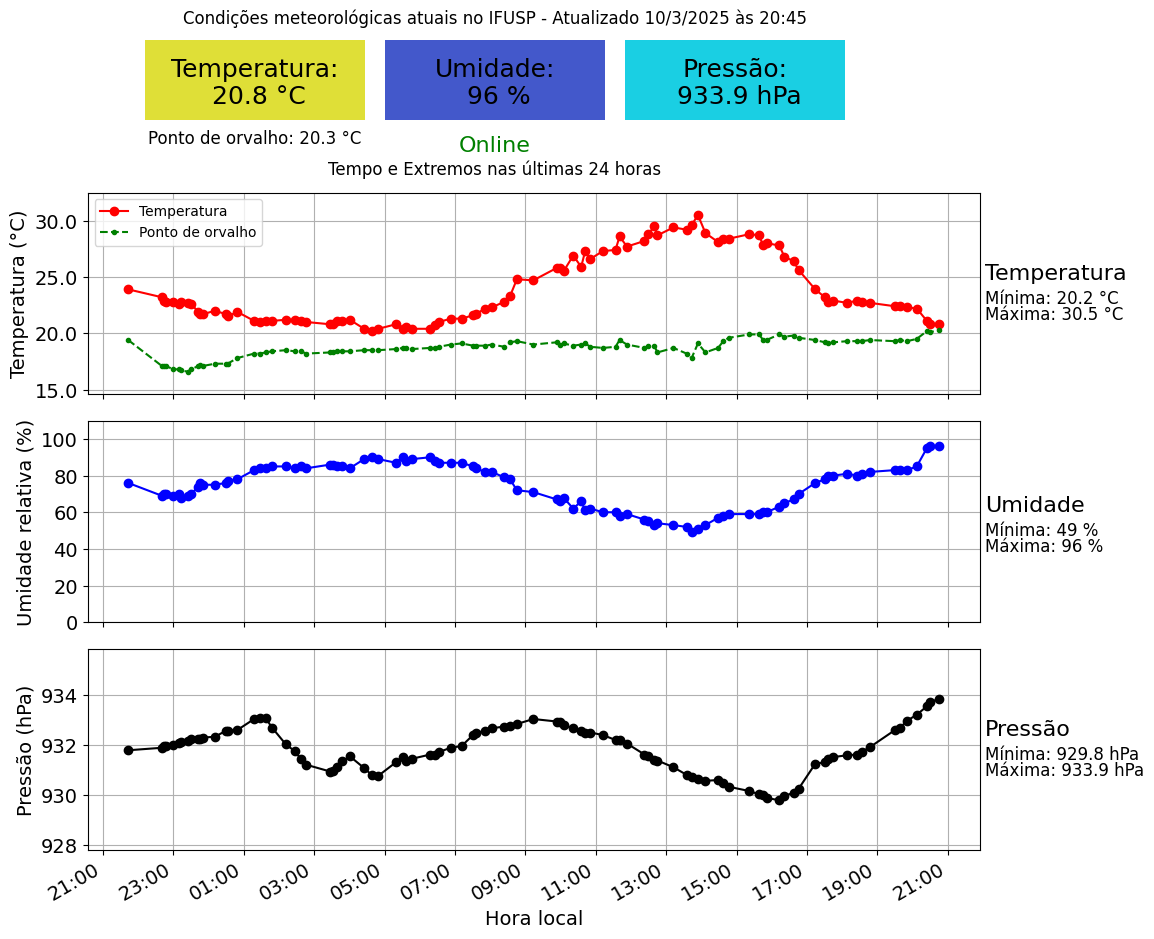 Condições meteorológicas atuais no IFUSP - Atualizado 10/3/2025 às 20:45
Temperatura:
20.8 °C
Umidade:
96 %
Pressão:
933.9 hPa
Ponto de orvalho: 20.3 °C
Online
Tempo e Extremos nas últimas 24 horas
Temperatura (°C)
30.0
25.0
20.0
15.0
Temperatura
Ponto de orvalho
Temperatura
Mínima: 20.2 °C
Máxima: 30.5 °C
Umidade relativa (%)
100
80
60
40
20
0
Umidade
Mínima: 49 %
Máxima: 96 %
Pressão (hPa)
934
932
930
928
Pressão
Mínima: 929.8 hPa
Máxima: 933.9 hPa
21:00 23:00 01:00 03:00 05:00 07:00 09:00 11:00 13:00 15:00 17:00 19:00 21:00
Hora local